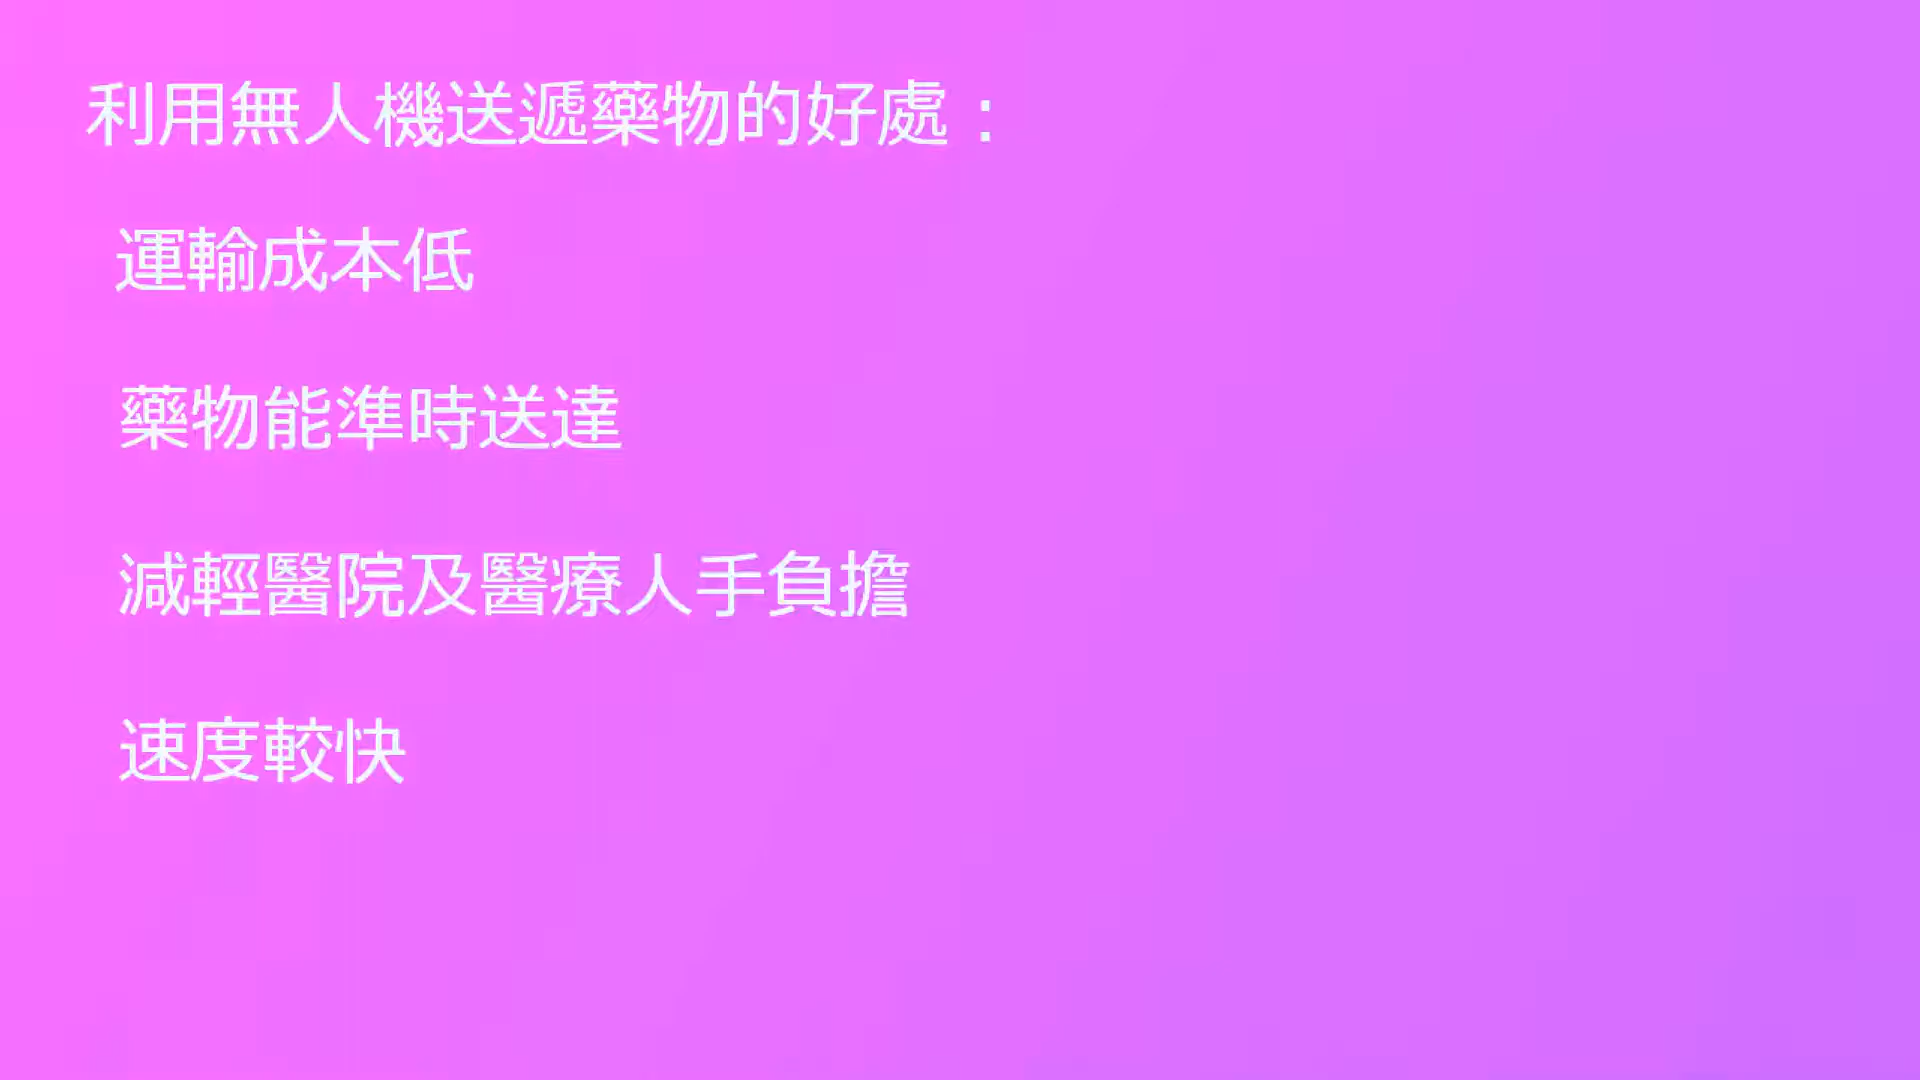 利用無人機送遞藥物的好處：
運輸成本低
藥物能準時送達
減輕醫院及醫療人手負擔
速度較快